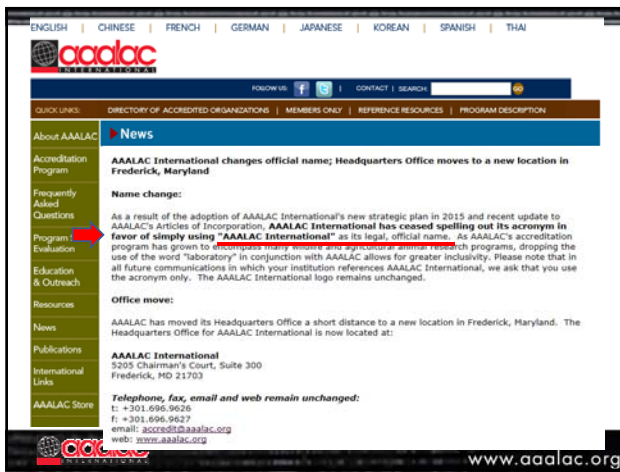 ENGLISH | CHINESE | FRENCH | GERMAN | JAPANESE | KOREAN | SPANISH | THAI
aaalac
INTERNATIONAL
FOLLOW US: f | CONTACT | SEARCH: GO
QUICK LINKS: DIRECTORY OF ACCREDITED ORGANIZATIONS | MEMBERS ONLY | REFERENCE RESOURCES | PROGRAM DESCRIPTION
About AAALAC
Accreditation
Program
Frequently
Asked
Questions
Program
Evaluation
Education
& Outreach
Resources
News
Publications
International
Links
AAALAC Store
News
AAALAC International changes official name; Headquarters Office moves to a new location in
Frederick, Maryland
Name change:
As a result of the adoption of AAALAC International's new strategic plan in 2015 and recent update to
AAALAC's Articles of Incorporation, AAALAC International has ceased spelling out its acronym in
favor of simply using "AAALAC International" as its legal, official name. As AAALAC's accreditation
program has grown to encompass many wildlife and agricultural animal research programs, dropping the
use of the word "laboratory" in conjunction with AAALAC allows for greater inclusivity. Please note that in
all future communications in which your institution references AAALAC International, we ask that you use
the acronym only. The AAALAC International logo remains unchanged.
Office move:
AAALAC has moved its Headquarters Office a short distance to a new location in Frederick, Maryland. The
Headquarters Office for AAALAC International is now located at:
AAALAC International
5205 Chairman's Court, Suite 300
Frederick, MD 21703
Telephone, fax, email and web remain unchanged:
t: +301.696.9626
f: +301.696.9627
email: accredit@aaalac.org
web: www.aaalac.org
www.aaalac.org